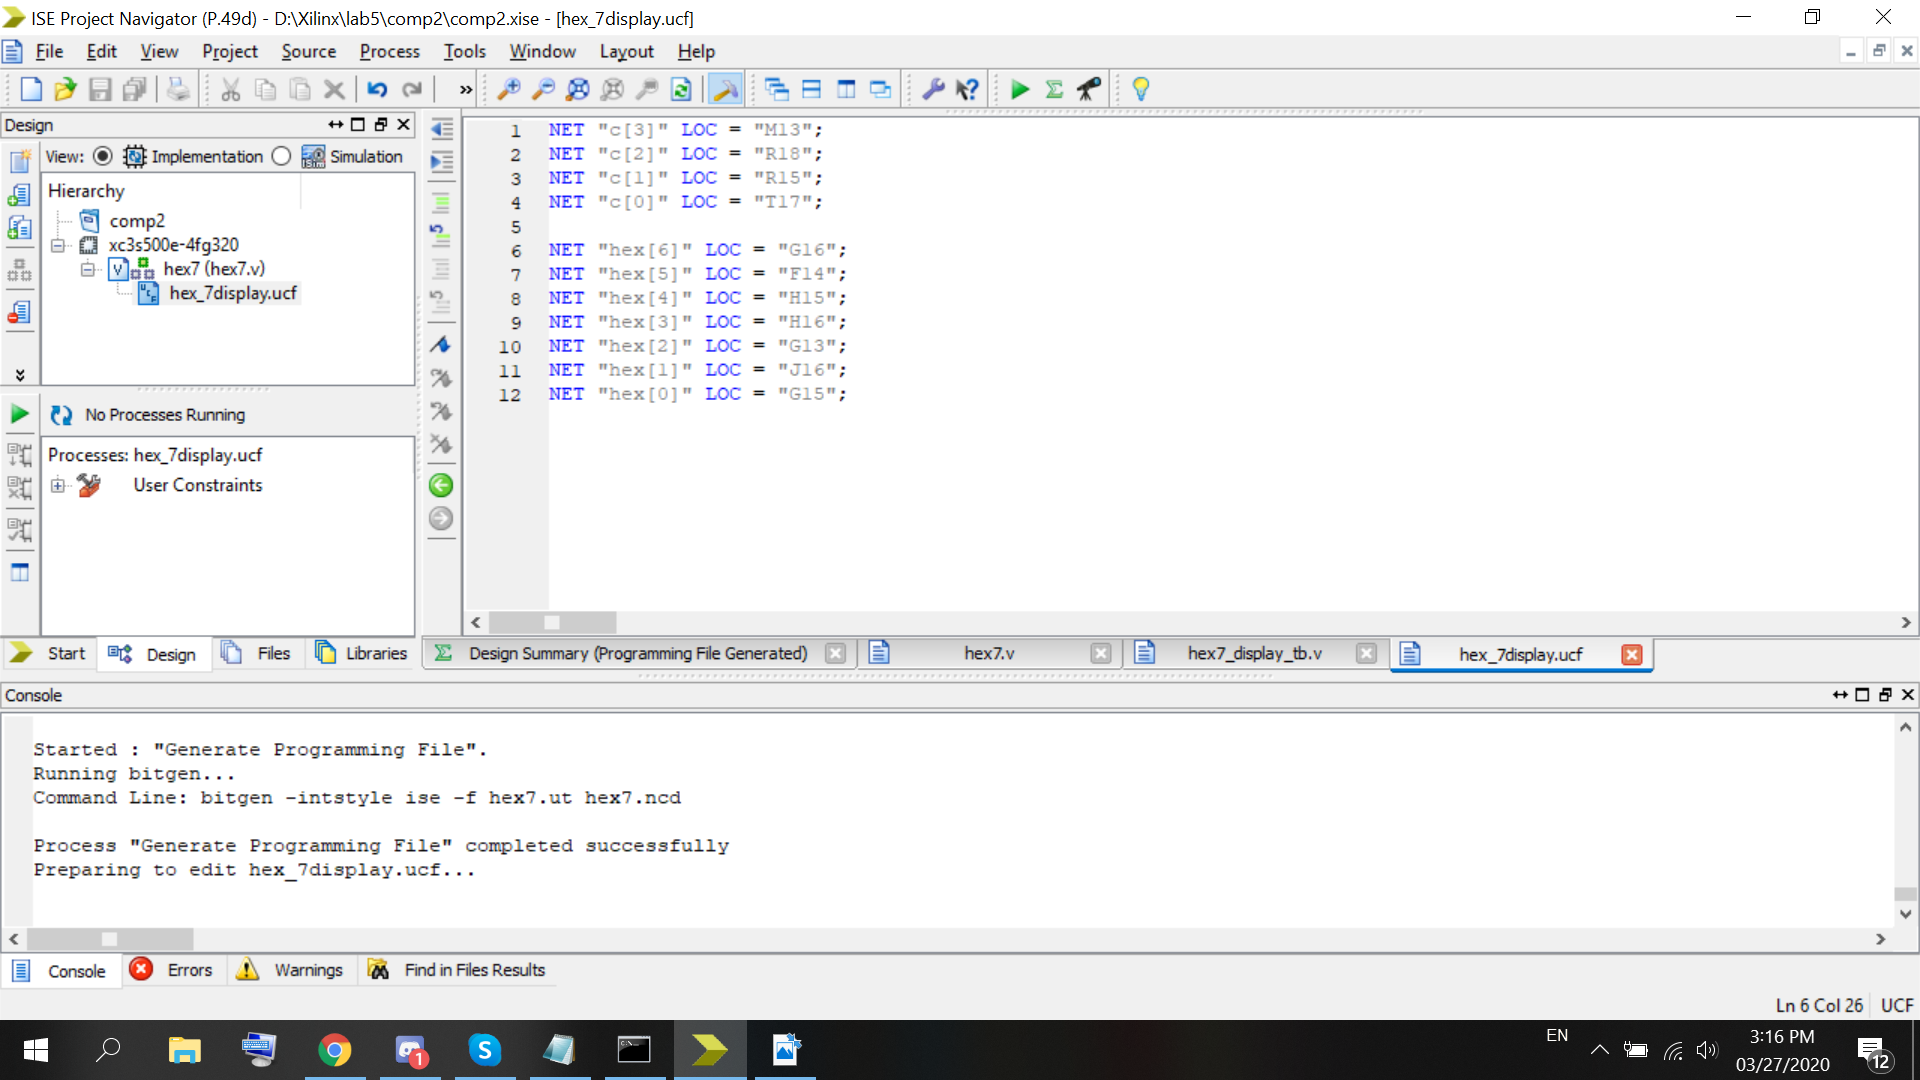 ISE Project Navigator (P.49d) - D:\Xilinx\lab5\comp2\comp2.xise - [hex_7display.ucf]
File Edit View Project Source Process Tools Window Layout Help
»
Design
View: Implementation Simulation
Hierarchy
comp2
xc3s500e-4fg320
hex7 (hex7.v)
hex_7display.ucf
No Processes Running
Processes: hex_7display.ucf
User Constraints
1 NET "c[3]" LOC = "M13";
2 NET "c[2]" LOC = "R18";
3 NET "c[1]" LOC = "R15";
4 NET "c[0]" LOC = "T17";
5
6 NET "hex[6]" LOC = "G16";
7 NET "hex[5]" LOC = "F14";
8 NET "hex[4]" LOC = "H15";
9 NET "hex[3]" LOC = "H16";
10 NET "hex[2]" LOC = "G13";
11 NET "hex[1]" LOC = "J16";
12 NET "hex[0]" LOC = "G15";
Start Design Files Libraries
Design Summary (Programming File Generated) hex7.v hex7_display_tb.v hex_7display.ucf
Console
Started : "Generate Programming File".
Running bitgen...
Command Line: bitgen -intstyle ise -f hex7.ut hex7.ncd
Process "Generate Programming File" completed successfully
Preparing to edit hex_7display.ucf...
Console Errors Warnings Find in Files Results
Ln 6 Col 26 UCF
1
EN
3:16 PM
03/27/2020
12